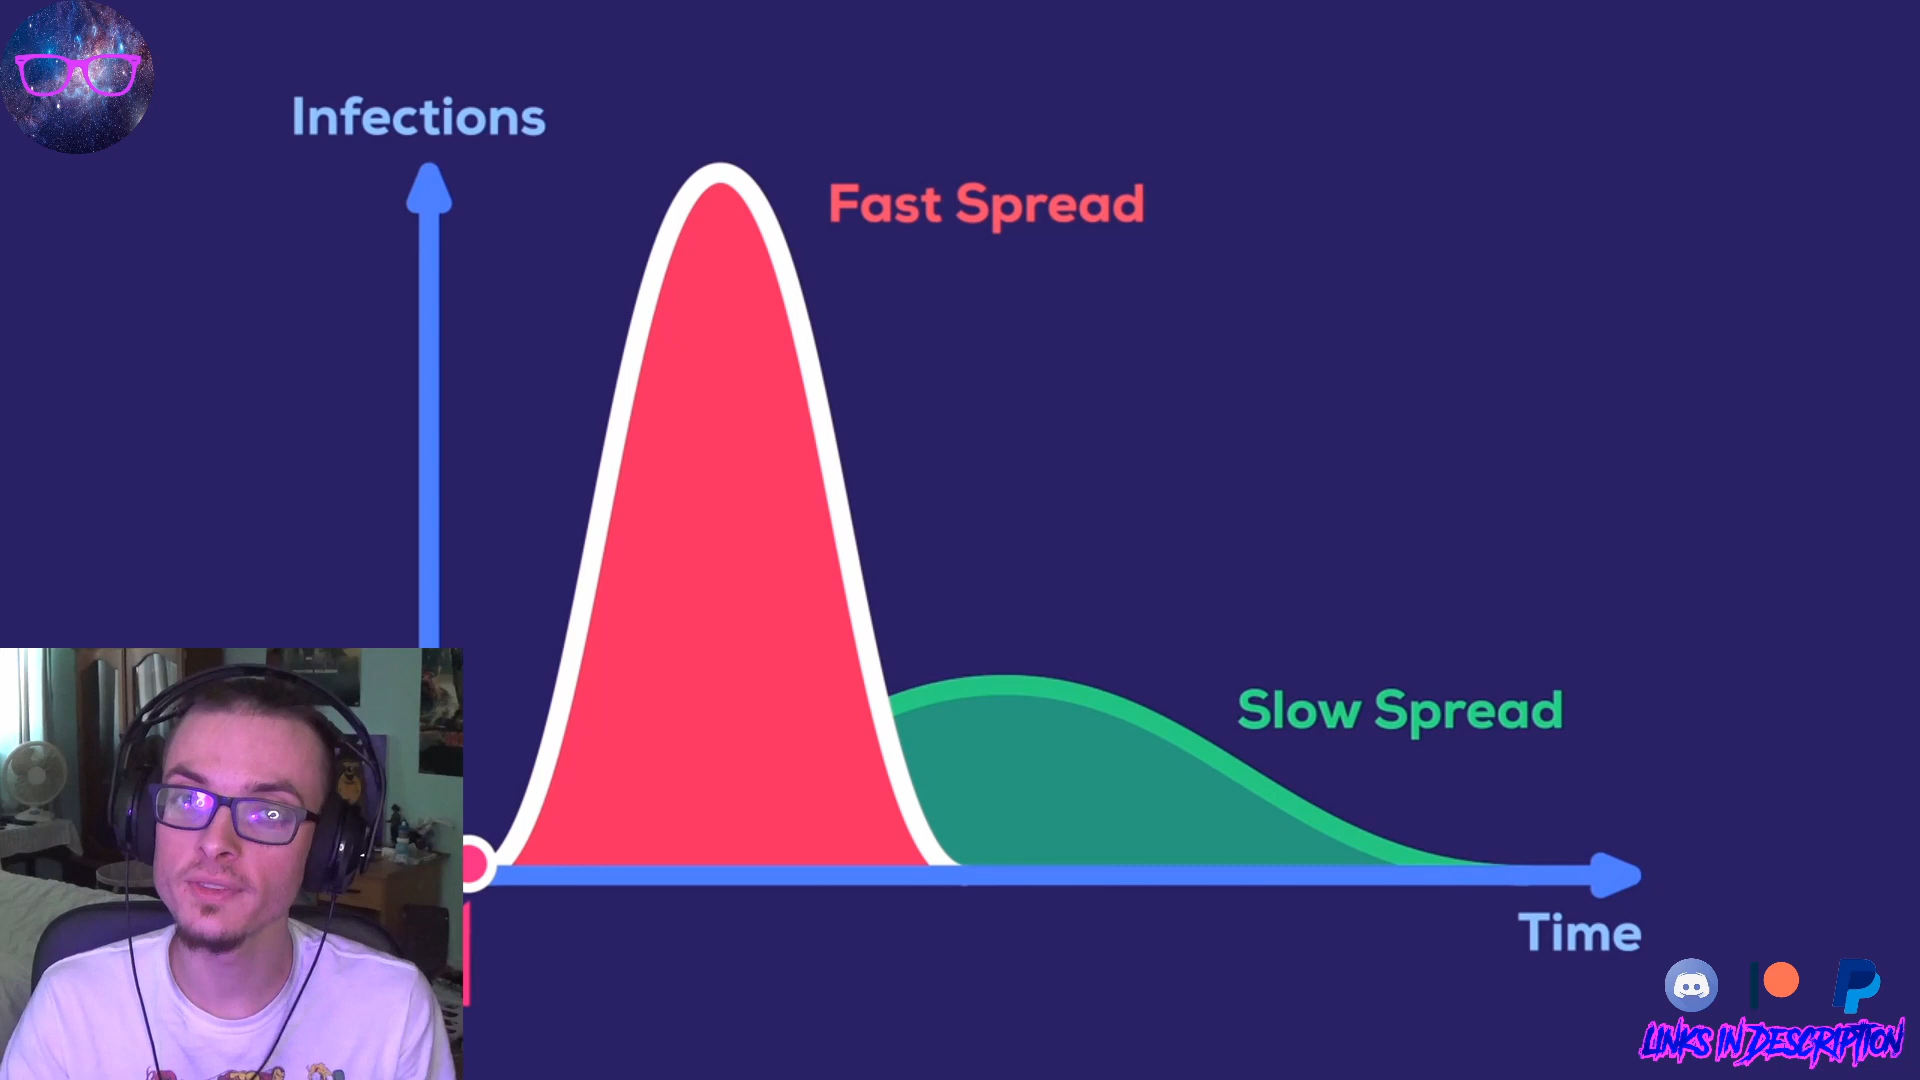 Infections
Fast Spread
Slow Spread
Time
LINKS IN DESCRIPTION